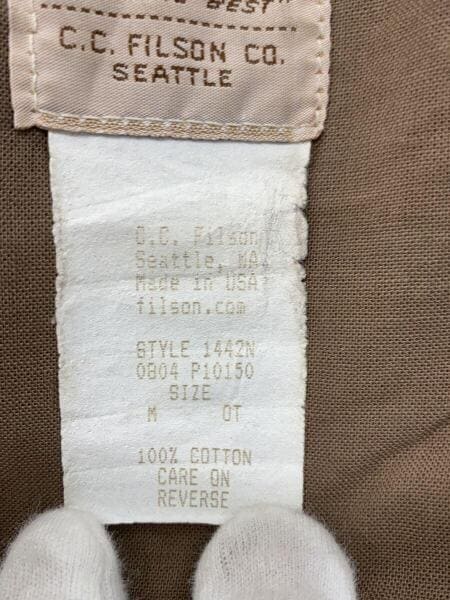 BEST"
C.C. FILSON CO.
SEATTLE
C.C. Filson
Seattle, WA
Made in USA
filson.com
STYLE 1442N
0804 P10150
SIZE
M OT
100% COTTON
CARE ON
REVERSE